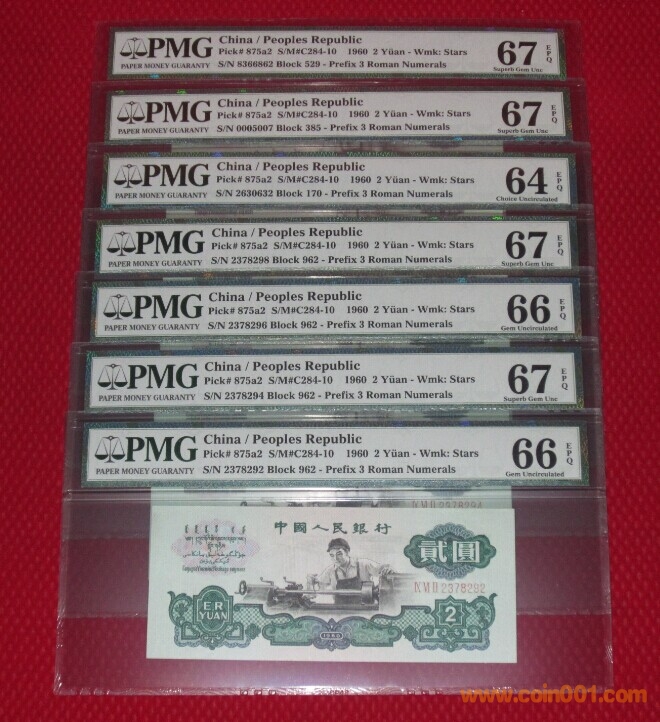 PMG
PAPER MONEY GUARANTY
China / Peoples Republic
Pick# 875a2 S/M#C284-10 1960 2 Yüan - Wmk: Stars
S/N 8366862 Block 529 - Prefix 3 Roman Numerals
67 EPQ
Superb Gem Unc
PMG
PAPER MONEY GUARANTY
China / Peoples Republic
Pick# 875a2 S/M#C284-10 1960 2 Yüan - Wmk: Stars
S/N 0005007 Block 385 - Prefix 3 Roman Numerals
67 EPQ
Superb Gem Unc
PMG
PAPER MONEY GUARANTY
China / Peoples Republic
Pick# 875a2 S/M#C284-10 1960 2 Yüan - Wmk: Stars
S/N 2630632 Block 170 - Prefix 3 Roman Numerals
64 EPQ
Choice Uncirculated
PMG
PAPER MONEY GUARANTY
China / Peoples Republic
Pick# 875a2 S/M#C284-10 1960 2 Yüan - Wmk: Stars
S/N 2378298 Block 962 - Prefix 3 Roman Numerals
67 EPQ
Superb Gem Unc
PMG
PAPER MONEY GUARANTY
China / Peoples Republic
Pick# 875a2 S/M#C284-10 1960 2 Yüan - Wmk: Stars
S/N 2378296 Block 962 - Prefix 3 Roman Numerals
66 EPQ
Gem Uncirculated
PMG
PAPER MONEY GUARANTY
China / Peoples Republic
Pick# 875a2 S/M#C284-10 1960 2 Yüan - Wmk: Stars
S/N 2378294 Block 962 - Prefix 3 Roman Numerals
67 EPQ
Superb Gem Unc
PMG
PAPER MONEY GUARANTY
China / Peoples Republic
Pick# 875a2 S/M#C284-10 1960 2 Yüan - Wmk: Stars
S/N 2378292 Block 962 - Prefix 3 Roman Numerals
66 EPQ
Gem Uncirculated
2378294
中國人民銀行
貳圓
2378292
ER
YUAN
1960
2
www.coin001.com